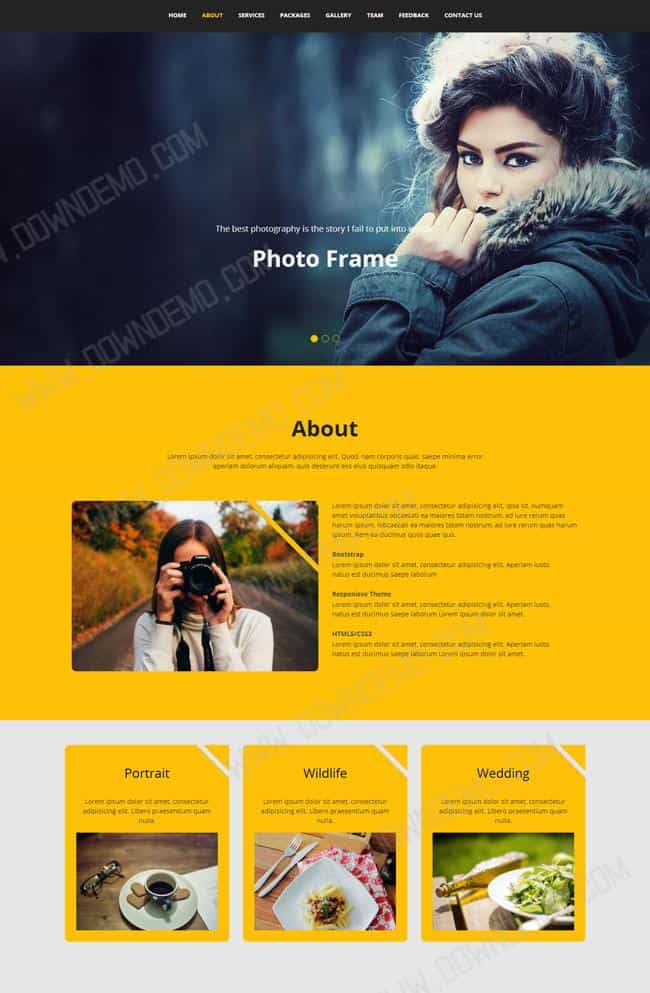 HOME ABOUT SERVICES PACKAGES GALLERY TEAM FEEDBACK CONTACT US
The best photography is the story I fail to put into
Photo Frame
About
Lorem ipsum dolor sit amet, consectetur adipisicing elit. Quod, nam corporis quas, saepe minima error
aperiam dolorum aliquam, quis deserunt eos eius quisquam odio itaque.
Lorem ipsum dolor sit amet, consectetur adipisicing elit. Ipsa sit, numquam
amet voluptatibus obcaecati ea maiores totam nostrum, ad iure rerum quas
harum ipsum, lobcaecati ea maiores totam nostrum, ad iure rerum quas harum
ipsum. Rem ea ducimus quos quae quo.
Bootstrap
Lorem ipsum dolor sit amet, consectetur adipisicing elit. Aperiam iusto,
natus est ducimus saepe laborum
Responsive Theme
Lorem ipsum dolor sit amet, consectetur adipisicing elit. Aperiam iusto,
natus est ducimus saepe laborum Lorem ipsum dolor sit amet.
HTML5/CSS3
Lorem ipsum dolor sit amet, consectetur adipisicing elit. Aperiam iusto,
natus est ducimus saepe laborum Lorem ipsum dolor sit amet.
Portrait
Lorem ipsum dolor sit amet, consectetur
adipisicing elit. Libero praesentium quam
nulla.
Wildlife
Lorem ipsum dolor sit amet, consectetur
adipisicing elit. Libero praesentium quam
nulla.
Wedding
Lorem ipsum dolor sit amet, consectetur
adipisicing elit. Libero praesentium quam
nulla.
WWW.DOWNDEMO.COM